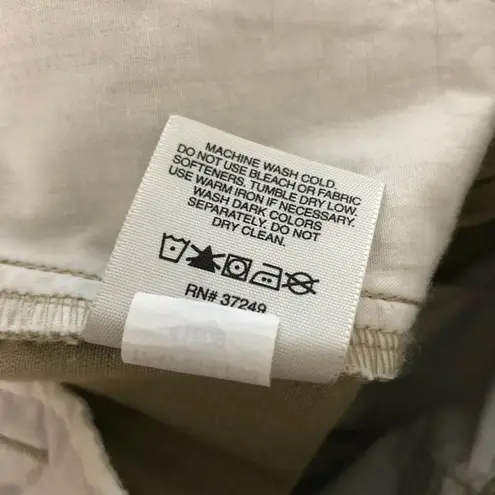 MACHINE WASH COLD.
DO NOT USE BLEACH OR FABRIC
SOFTENERS. TUMBLE DRY LOW.
USE WARM IRON IF NECESSARY.
WASH DARK COLORS
SEPARATELY. DO NOT
DRY CLEAN.
RN# 37249